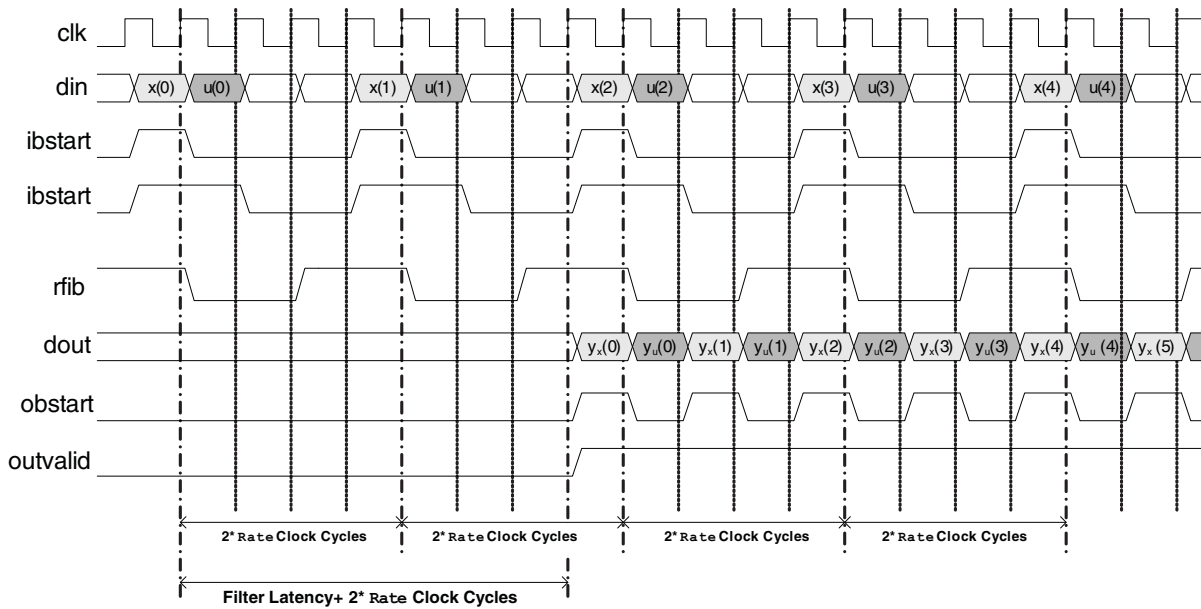 clk
din x(0) u(0) x(1) u(1) x(2) u(2) x(3) u(3) x(4) u(4)
ibstart
ibstart
rfib
dout yx(0) yu(0) yx(1) yu(1) yx(2) yu(2) yx(3) yu(3) yx(4) yu (4) yx (5)
obstart
outvalid
2* Rate Clock Cycles 2* Rate Clock Cycles 2* Rate Clock Cycles 2* Rate Clock Cycles
Filter Latency+ 2* Rate Clock Cycles